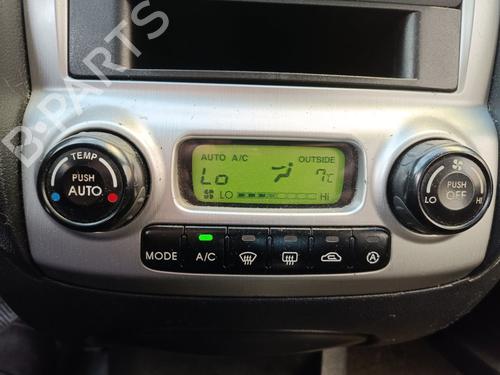 B-PARTS
TEMP
PUSH
AUTO
AUTO A/C OUTSIDE
Lo 7°C
LO HI
PUSH
OFF
LO HI
MODE A/C A